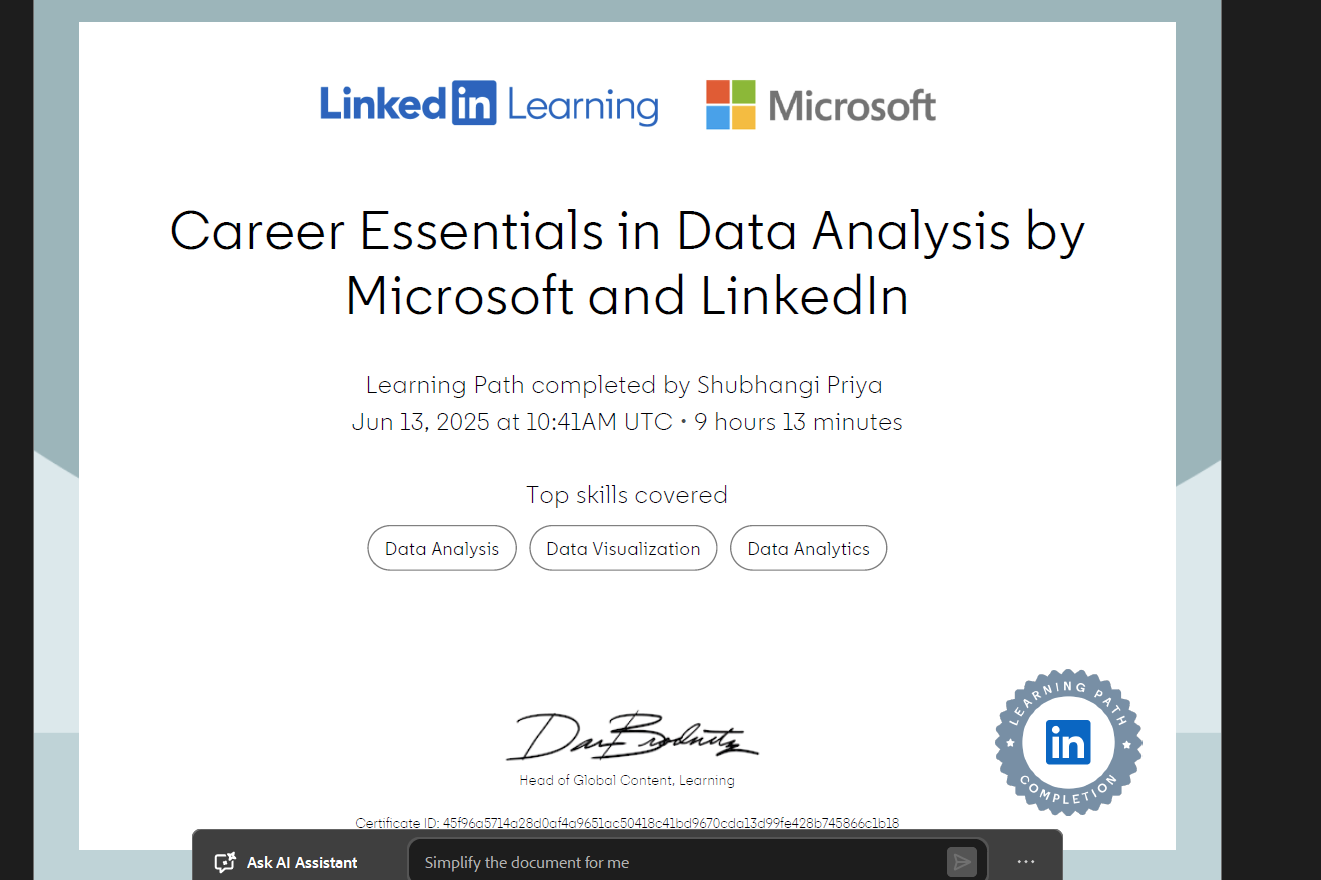 LinkedIn Learning Microsoft
Career Essentials in Data Analysis by
Microsoft and LinkedIn
Learning Path completed by Shubhangi Priya
Jun 13, 2025 at 10:41AM UTC • 9 hours 13 minutes
Top skills covered
Data Analysis Data Visualization Data Analytics
Dan Brodnitz
Head of Global Content, Learning
LEARNING PATH
in
COMPLETION
Certificate ID: 45f96a5714a28d0af4a9651ac50418c41bd9670cda13d99fe428b745866c1b18
Ask AI Assistant Simplify the document for me